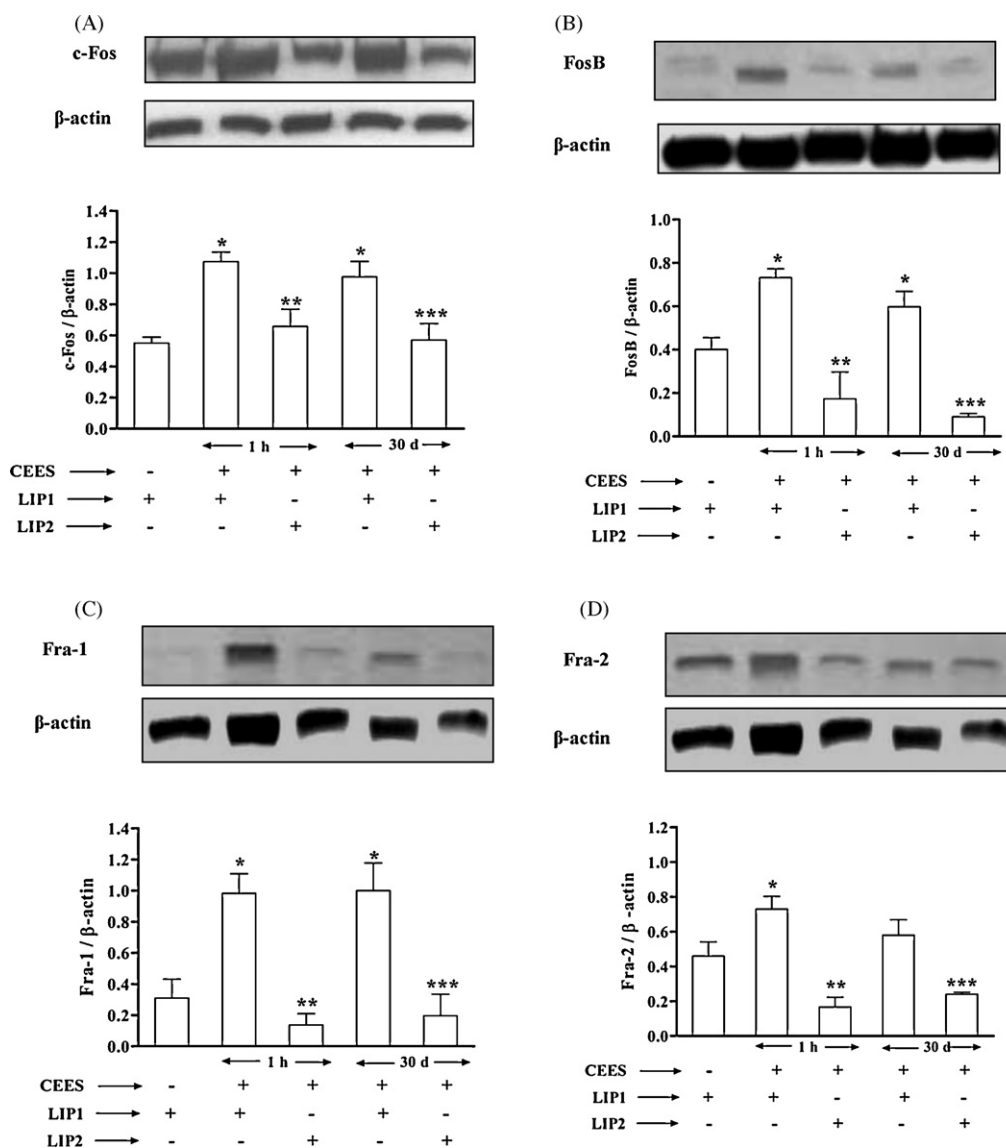 (A)
c-Fos
β-actin
1.4
1.2
1.0
0.8
0.6
0.4
0.2
0.0
c-Fos / β-actin
*
**
*
***
1 h
30 d
CEES - + + + +
LIP1 + + - + -
LIP2 - - + - +
(B)
FosB
β-actin
1.0
0.8
0.6
0.4
0.2
0.0
FosB / β-actin
*
**
*
***
1 h
30 d
CEES - + + + +
LIP1 + + - + -
LIP2 - - + - +
(C)
Fra-1
β-actin
1.4
1.2
1.0
0.8
0.6
0.4
0.2
0.0
Fra-1 / β-actin
*
**
*
***
1 h
30 d
CEES - + + + +
LIP1 + + - + -
LIP2 - - + - +
(D)
Fra-2
β-actin
1.2
1.0
0.8
0.6
0.4
0.2
0.0
Fra-2 / β -actin
*
**
***
1 h
30 d
CEES - + + + +
LIP1 + + - + -
LIP2 - - + - +